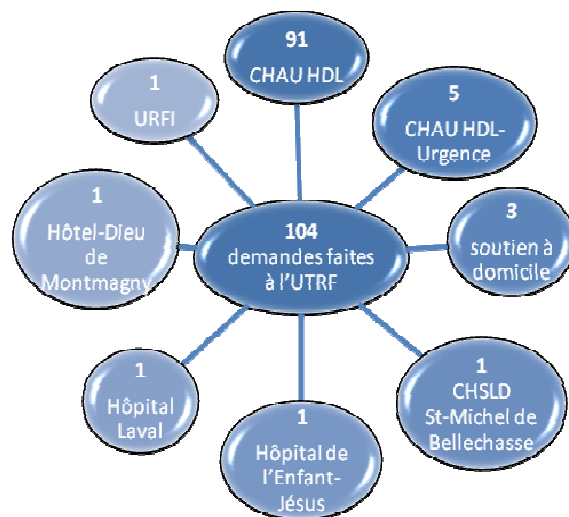 91
CHAU HDL
5
CHAU HDL-
Urgence
3
soutien à
domicile
1
CHSLD
St-Michel de
Bellechasse
1
Hôpital de
l'Enfant-
Jésus
1
Hôpital
Laval
1
Hôtel-Dieu
de
Montmagny
1
URFI
104
demandes faites
à l'UTRF